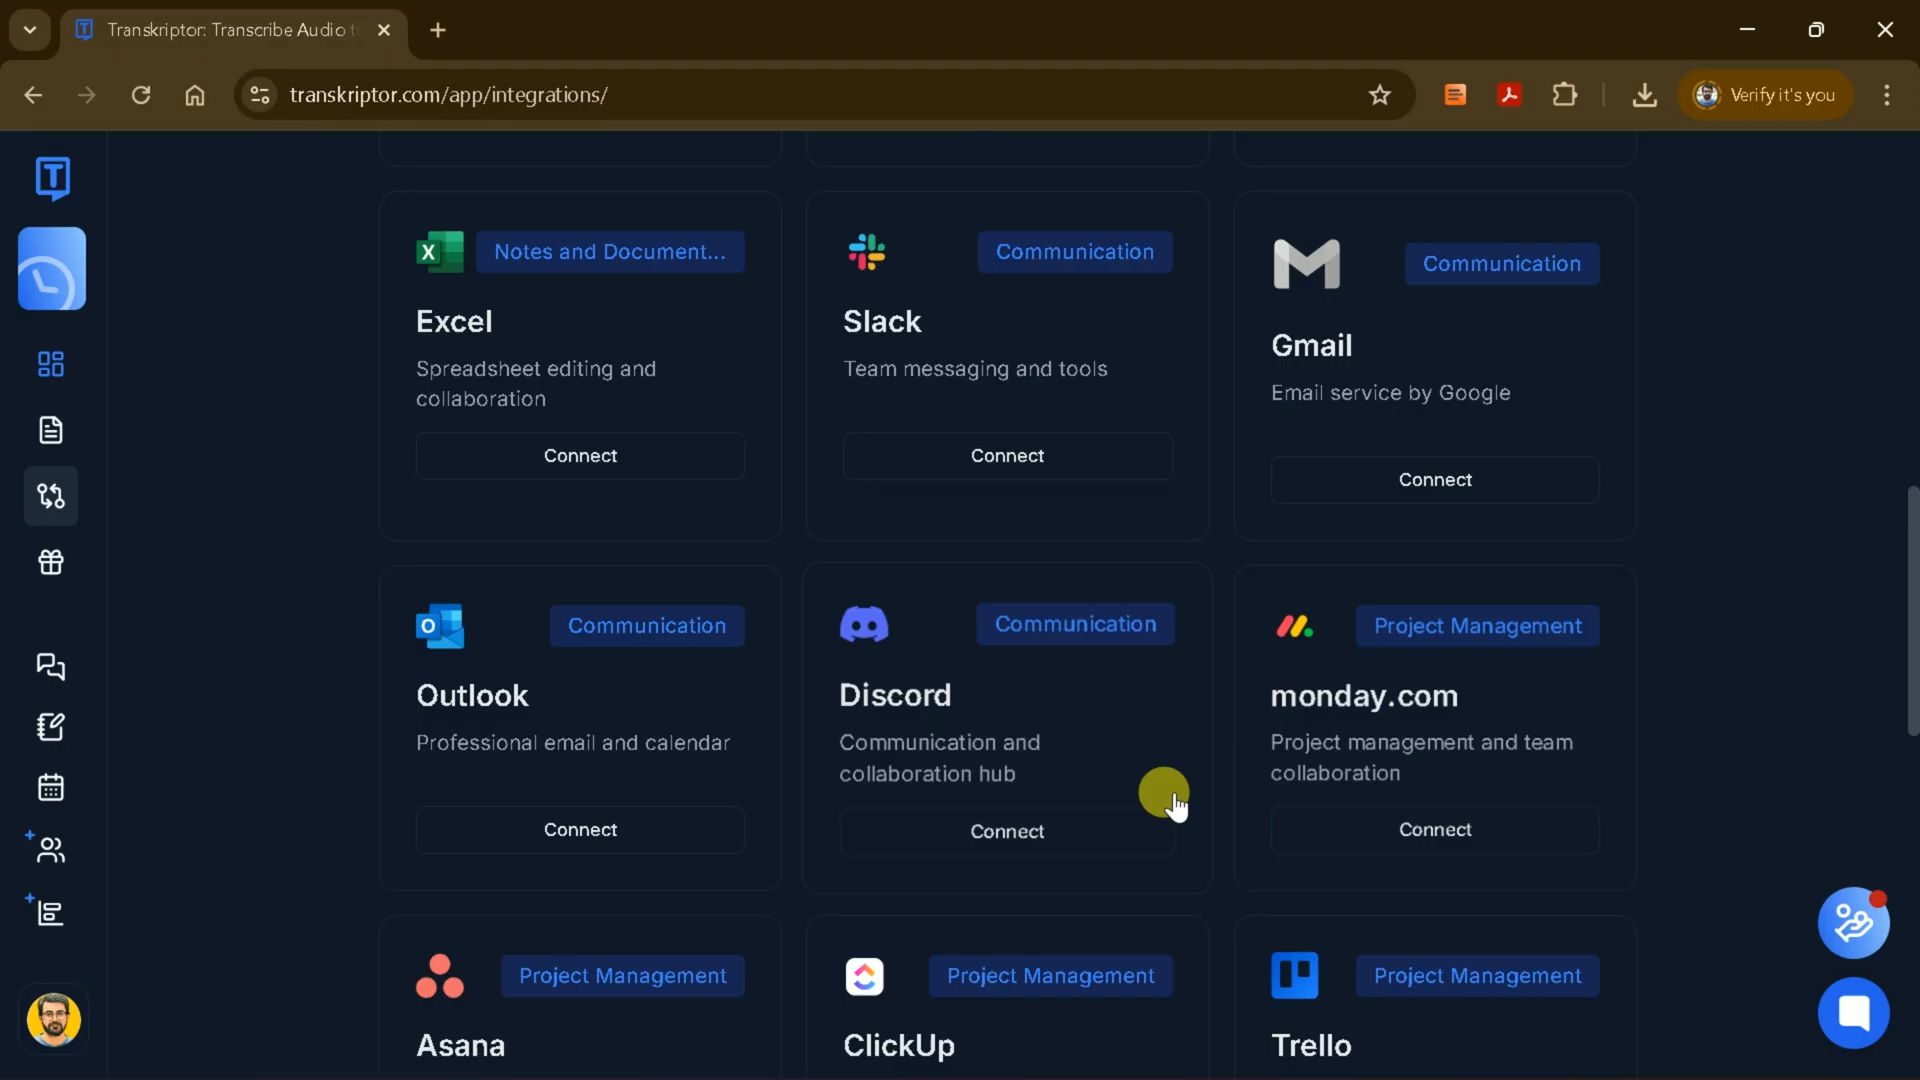 Transkriptor: Transcribe Audio t
transkriptor.com/app/integrations/
Verify it's you
Notes and Document...
Excel
Spreadsheet editing and
collaboration
Connect
Communication
Slack
Team messaging and tools
Connect
Communication
Gmail
Email service by Google
Connect
Communication
Outlook
Professional email and calendar
Connect
Communication
Discord
Communication and
collaboration hub
Connect
Project Management
monday.com
Project management and team
collaboration
Connect
Project Management
Asana
Project Management
ClickUp
Project Management
Trello